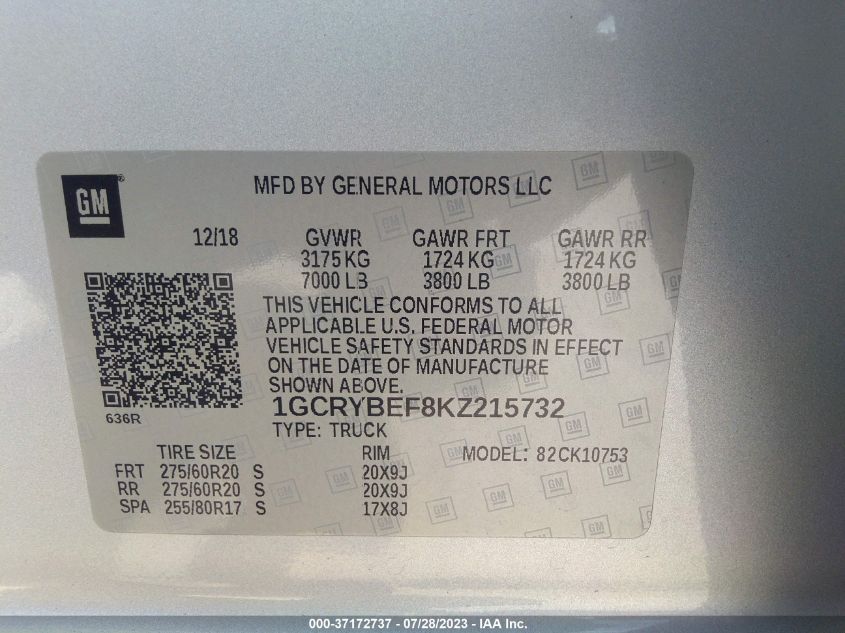 GM®
MFD BY GENERAL MOTORS LLC
12/18 GVWR GAWR FRT GAWR RR
3175 KG 1724 KG 1724 KG
7000 LB 3800 LB 3800 LB
THIS VEHICLE CONFORMS TO ALL
APPLICABLE U.S. FEDERAL MOTOR
VEHICLE SAFETY STANDARDS IN EFFECT
ON THE DATE OF MANUFACTURE
SHOWN ABOVE.
636R
1GCRYBEF8KZ215732
TYPE: TRUCK
TIRE SIZE RIM MODEL: 82CK10753
FRT 275/60R20 S 20X9J
RR 275/60R20 S 20X9J
SPA 255/80R17 S 17X8J
000-37172737 - 07/28/2023 - IAA Inc.